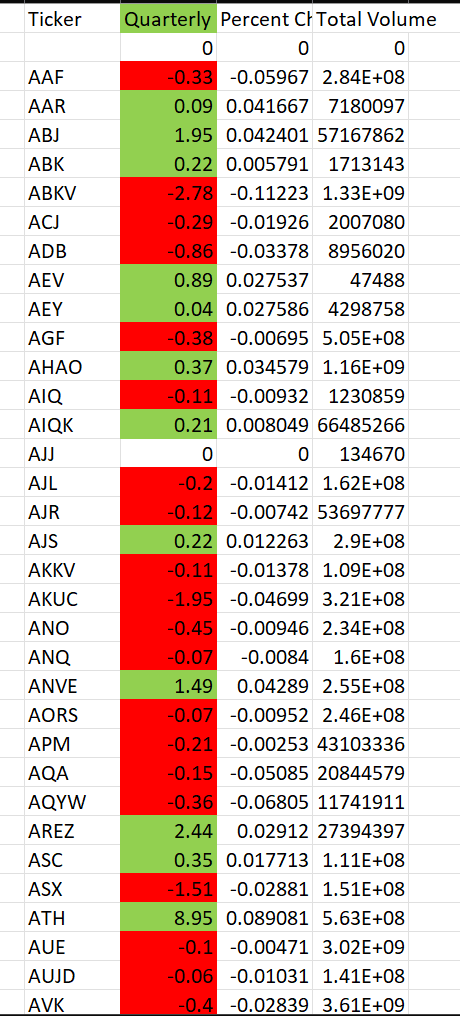 Ticker Quarterly Percent Ch Total Volume
0 0 0
AAF -0.33 -0.05967 2.84E+08
AAR 0.09 0.041667 7180097
ABJ 1.95 0.042401 57167862
ABK 0.22 0.005791 1713143
ABKV -2.78 -0.11223 1.33E+09
ACJ -0.29 -0.01926 2007080
ADB -0.86 -0.03378 8956020
AEV 0.89 0.027537 47488
AEY 0.04 0.027586 4298758
AGF -0.38 -0.00695 5.05E+08
AHAO 0.37 0.034579 1.16E+09
AIQ -0.11 -0.00932 1230859
AIQK 0.21 0.008049 66485266
AJJ 0 0 134670
AJL -0.2 -0.01412 1.62E+08
AJR -0.12 -0.00742 53697777
AJS 0.22 0.012263 2.9E+08
AKKV -0.11 -0.01378 1.09E+08
AKUC -1.95 -0.04699 3.21E+08
ANO -0.45 -0.00946 2.34E+08
ANQ -0.07 -0.0084 1.6E+08
ANVE 1.49 0.04289 2.55E+08
AORS -0.07 -0.00952 2.46E+08
APM -0.21 -0.00253 43103336
AQA -0.15 -0.05085 20844579
AQYW -0.36 -0.06805 11741911
AREZ 2.44 0.02912 27394397
ASC 0.35 0.017713 1.11E+08
ASX -1.51 -0.02881 1.51E+08
ATH 8.95 0.089081 5.63E+08
AUE -0.1 -0.00471 3.02E+09
AUJD -0.06 -0.01031 1.41E+08
AVK -0.4 -0.02839 3.61E+09